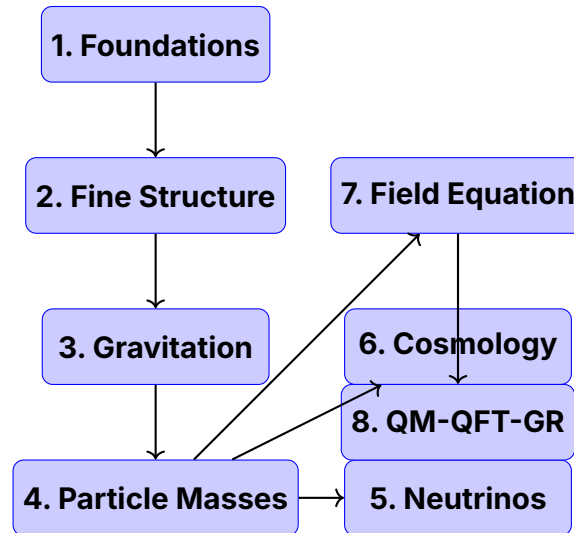 1. Foundations
2. Fine Structure
7. Field Equation
3. Gravitation
6. Cosmology
8. QM-QFT-GR
4. Particle Masses
5. Neutrinos